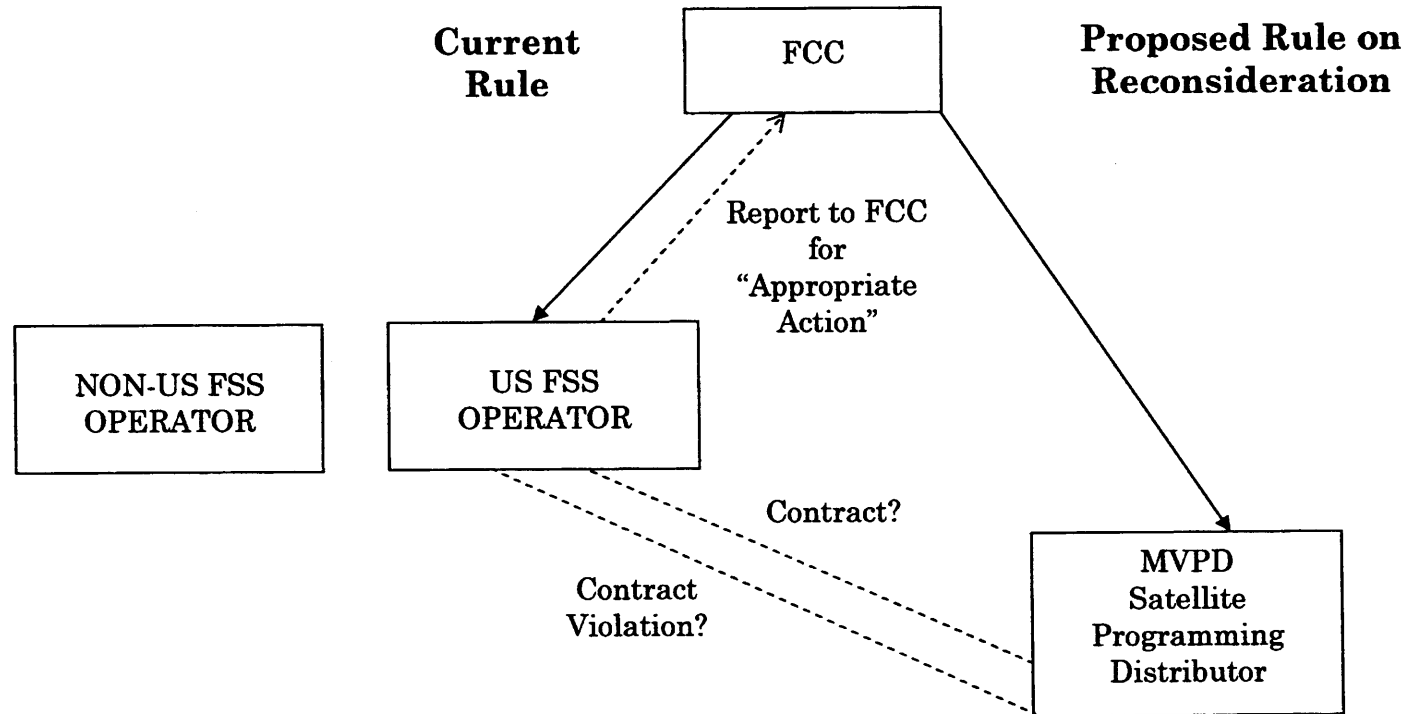 Current
Rule
FCC
Proposed Rule on
Reconsideration
Report to FCC
for
“Appropriate
Action”
NON-US FSS
OPERATOR
US FSS
OPERATOR
Contract?
Contract
Violation?
MVPD
Satellite
Programming
Distributor